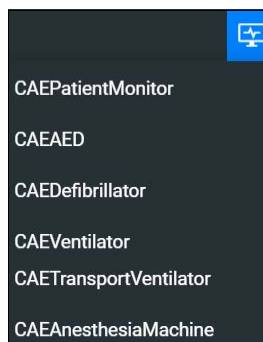 CAEPatientMonitor
CAEAED
CAEDefibrillator
CAEVentilator
CAETransportVentilator
CAEAnesthesiaMachine